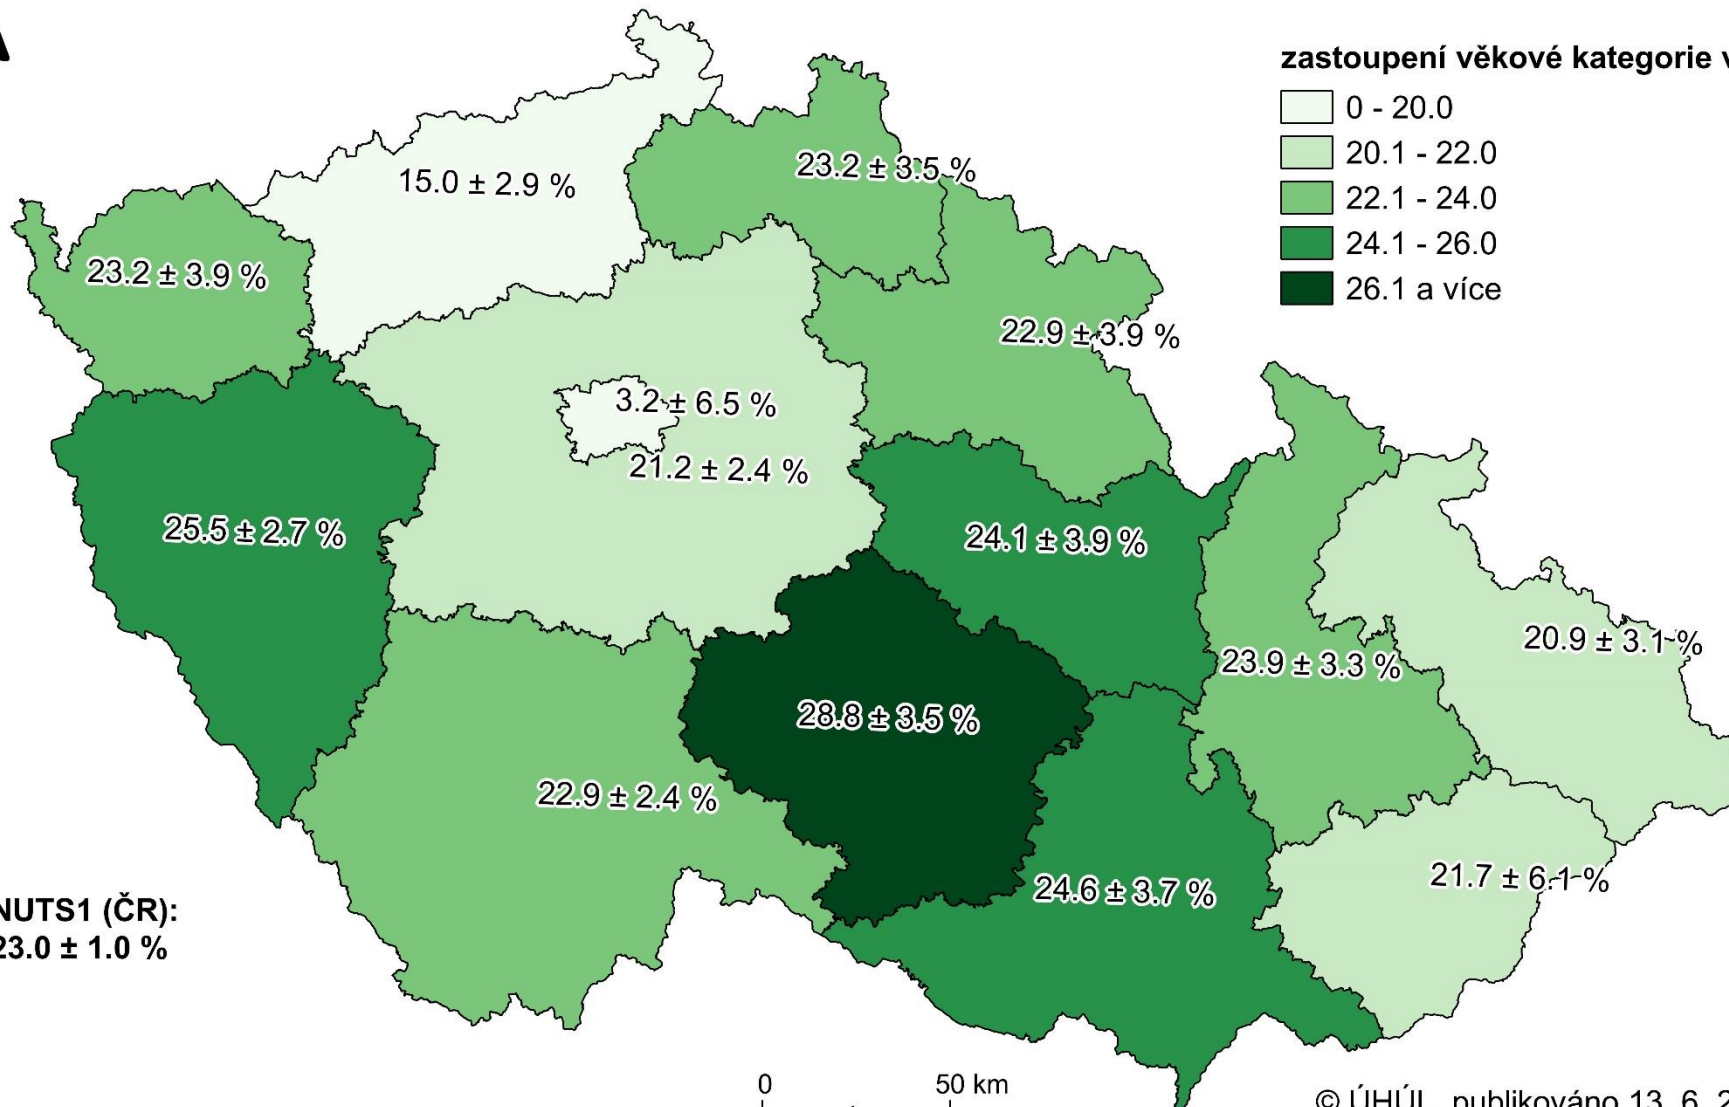 zastoupení věkové kategorie
0 - 20.0
20.1 - 22.0
22.1 - 24.0
24.1 - 26.0
26.1 a více
15.0 ± 2.9 %
23.2 ± 3.5 %
23.2 ± 3.9 %
22.9 ± 3.9 %
3.2 ± 6.5 %
21.2 ± 2.4 %
25.5 ± 2.7 %
24.1 ± 3.9 %
20.9 ± 3.1 %
23.9 ± 3.3 %
28.8 ± 3.5 %
22.9 ± 2.4 %
21.7 ± 6.1 %
24.6 ± 3.7 %
NUTS1 (ČR):
23.0 ± 1.0 %
0 50 km
© ÚHÚL, publikováno 13. 6.